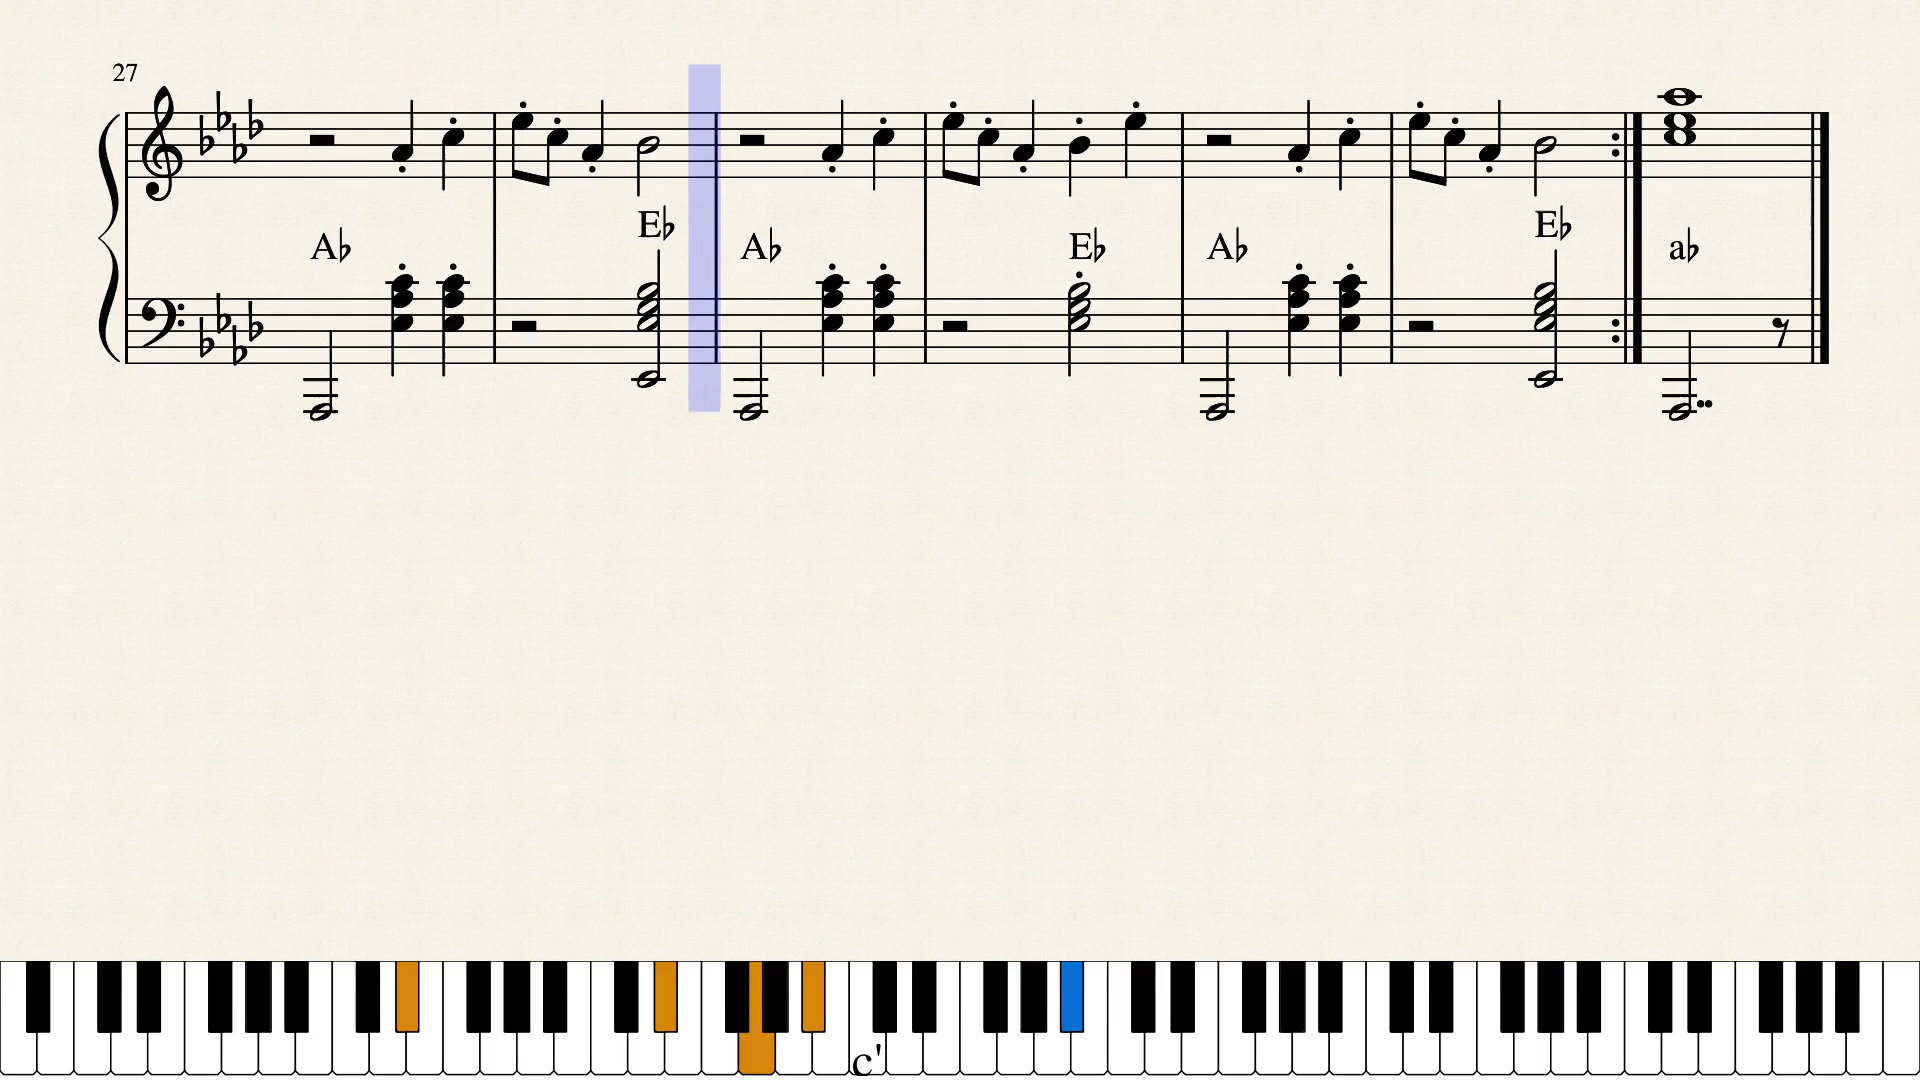 27
E♭ E♭
A♭ A♭ E♭ A♭ a♭
c'